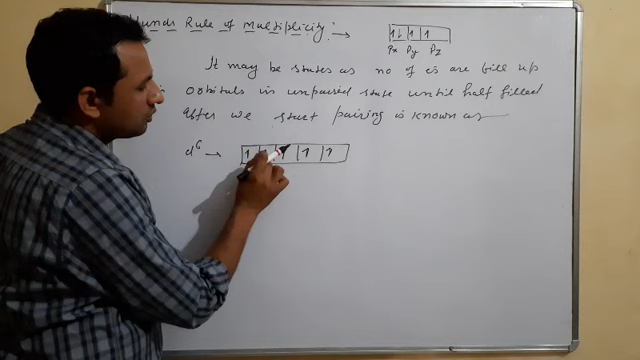 Hunds Rule of Multiplicity: →
↑↓ ↑ ↑
Px Py Pz
It may be states as no of es are fill up
orbitals in unpaired state until half filled
after we start pairing is known as
d⁶ → ↑ ↑ ↑ ↑ ↑